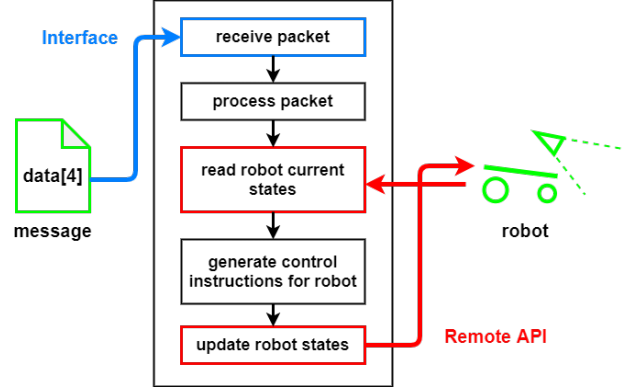 Interface
receive packet
process packet
data[4]
message
read robot current
states
robot
generate control
instructions for robot
update robot states
Remote API